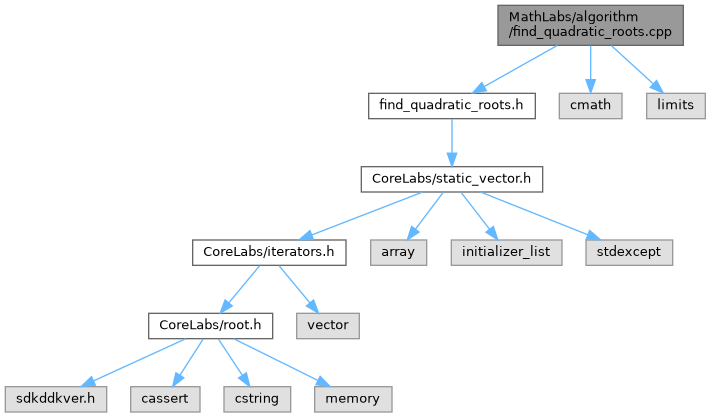 MathLabs/algorithm
/find_quadratic_roots.cpp
find_quadratic_roots.h
cmath
limits
CoreLabs/static_vector.h
CoreLabs/iterators.h
array
initializer_list
stdexcept
CoreLabs/root.h
vector
sdkddkver.h
cassert
cstring
memory